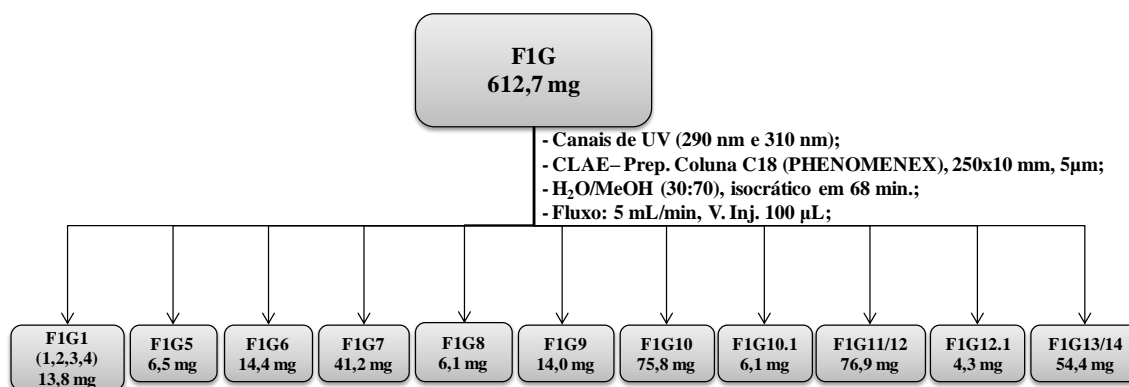 F1G
612,7 mg
- Canais de UV (290 nm e 310 nm);
- CLAE– Prep. Coluna C18 (PHENOMENEX), 250x10 mm, 5µm;
- H₂O/MeOH (30:70), isocrático em 68 min.;
- Fluxo: 5 mL/min, V. Inj. 100 µL;
F1G1
(1,2,3,4)
13,8 mg
F1G5
6,5 mg
F1G6
14,4 mg
F1G7
41,2 mg
F1G8
6,1 mg
F1G9
14,0 mg
F1G10
75,8 mg
F1G10.1
6,1 mg
F1G11/12
76,9 mg
F1G12.1
4,3 mg
F1G13/14
54,4 mg